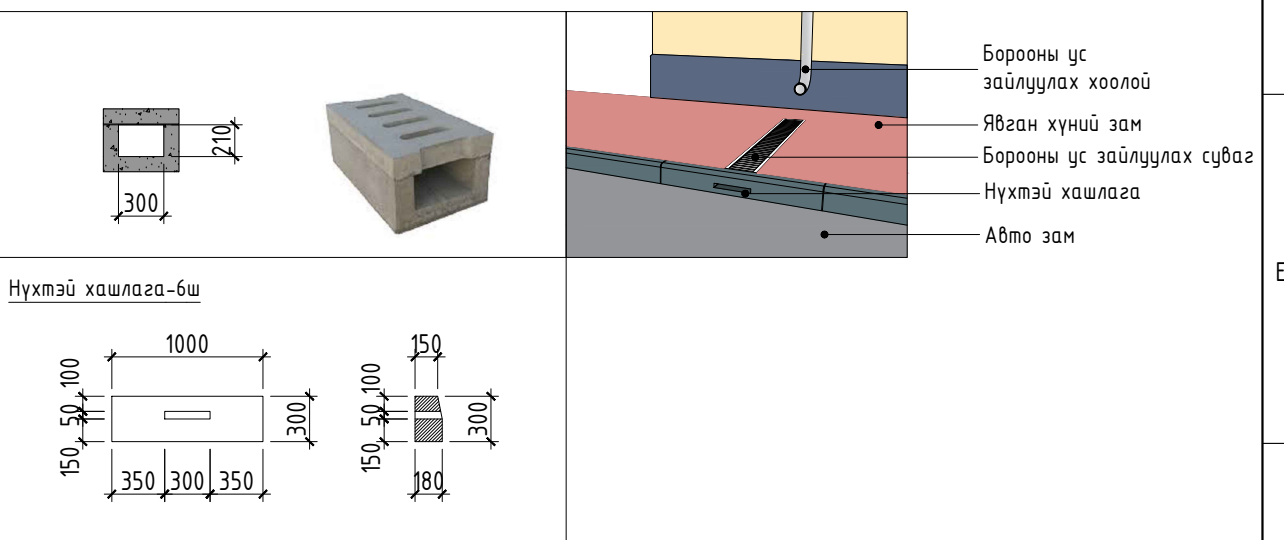 210
300
Борооны ус
зайлуулах хоолой
Явган хүний зам
Борооны ус зайлуулах суваг
Нүхтэй хашлага
Авто зам
Нүхтэй хашлага-6ш
1000
100
50
150
300
350 300 350
150
100
50
150
300
180
E